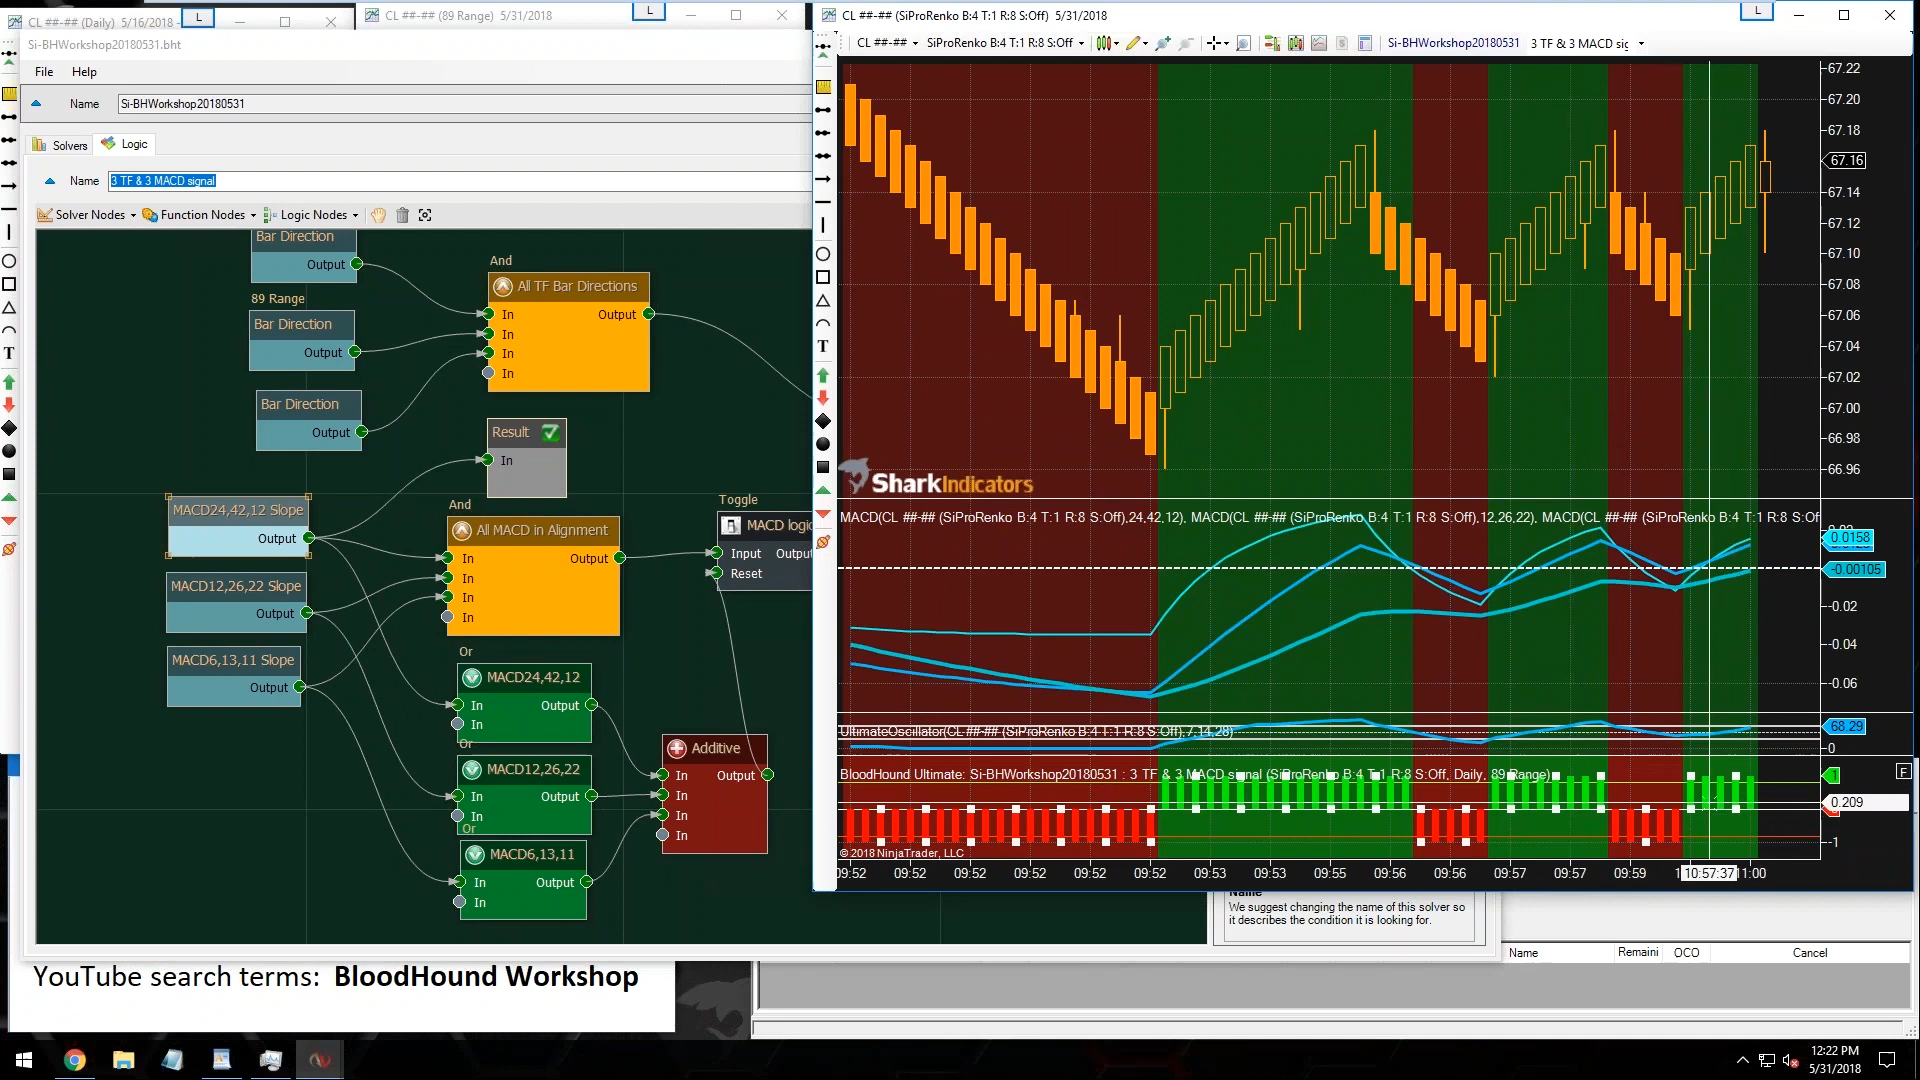 CL ##-## (Daily) 5/16/2018 -
L
CL ##-## (89 Range) 5/31/2018
L
CL ##-## (SiProRenko B:4 T:1 R:8 S:Off) 5/31/2018
L
Si-BHWorkshop20180531.bht
CL ##-##
SiProRenko B:4 T:1 R:8 S:Off
Si-BHWorkshop20180531
3 TF & 3 MACD sig
File
Help
Name
Si-BHWorkshop20180531
Solvers
Logic
Name
3 TF & 3 MACD signal
Solver Nodes
Function Nodes
Logic Nodes
Bar Direction
Output
89 Range
Bar Direction
Output
Bar Direction
Output
And
All TF Bar Directions
In
Output
In
In
In
Result
In
MACD24,42,12 Slope
Output
MACD12,26,22 Slope
Output
MACD6,13,11 Slope
Output
And
All MACD in Alignment
In
Output
In
In
In
Toggle
MACD logic
Input
Output
Reset
Or
MACD24,42,12
In
Output
In
Or
MACD12,26,22
In
Output
In
Or
MACD6,13,11
In
Output
In
Additive
In
Output
In
In
In
T
T
67.22
67.20
67.18
67.16
67.14
67.12
67.10
67.08
67.06
67.04
67.02
67.00
66.98
66.96
SharkIndicators
MACD(CL ##-## (SiProRenko B:4 T:1 R:8 S:Off),24,42,12), MACD(CL ##-## (SiProRenko B:4 T:1 R:8 S:Off),12,26,22), MACD(CL ##-## (SiProRenko B:4 T:1 R:8 S:Off
0.0158
-0.00105
-0.02
-0.04
-0.06
UltimateOscillator(CL ##-## (SiProRenko B:4 T:1 R:8 S:Off),7,14,28)
68.29
0
BloodHound Ultimate: Si-BHWorkshop20180531 : 3 TF & 3 MACD signal (SiProRenko B:4 T:1 R:8 S:Off, Daily, 89 Range)
1
F
0.209
-1
© 2018 NinjaTrader, LLC
09:52 09:52 09:52 09:52 09:52 09:52 09:53 09:53 09:55 09:56 09:56 09:57 09:57 09:59 10:57:37 11:00
Name
We suggest changing the name of this solver so
it describes the condition it is looking for.
Name
Remaini
OCO
Cancel
YouTube search terms: BloodHound Workshop
12:22 PM
5/31/2018